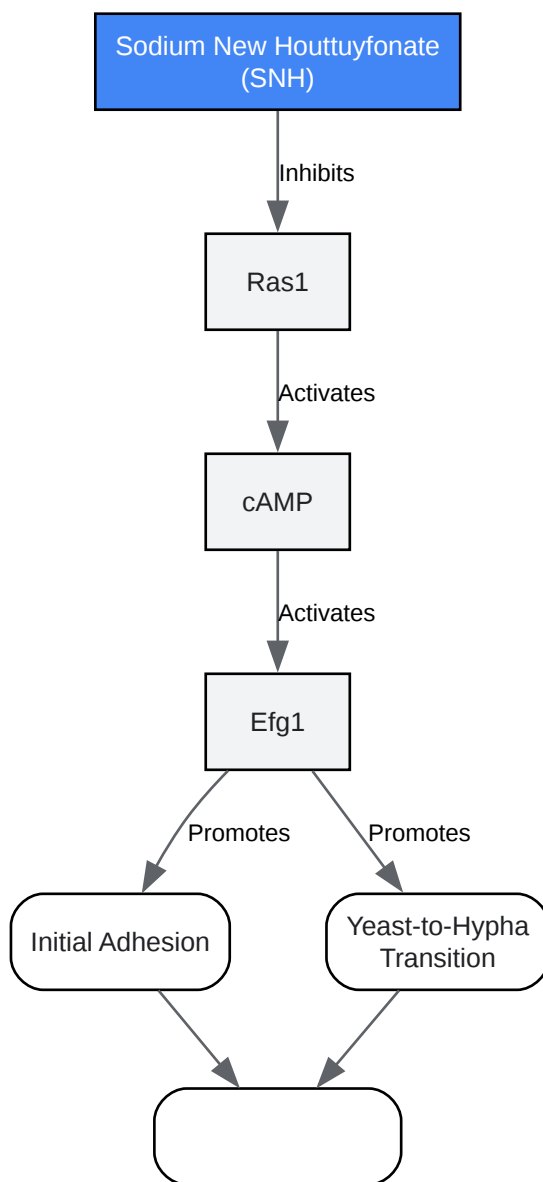 Sodium New Houttuyfonate
(SNH)
Inhibits
Ras1
Activates
cAMP
Activates
Efg1
Promotes
Promotes
Initial Adhesion
Yeast-to-Hypha
Transition